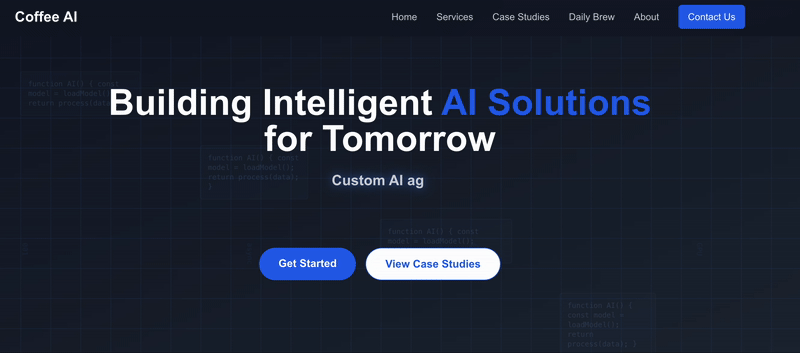 Coffee AI
Home Services Case Studies Daily Brew About Contact Us
function AI() { const
model = loadModel();
return process(data);
Building Intelligent AI Solutions
for Tomorrow
function AI() { const
model = loadModel();
return process(data);
}
Custom AI ag
function AI() { const
model = loadModel();
Get Started View Case Studies
function AI() {
const model =
loadModel();
return
process(data); }